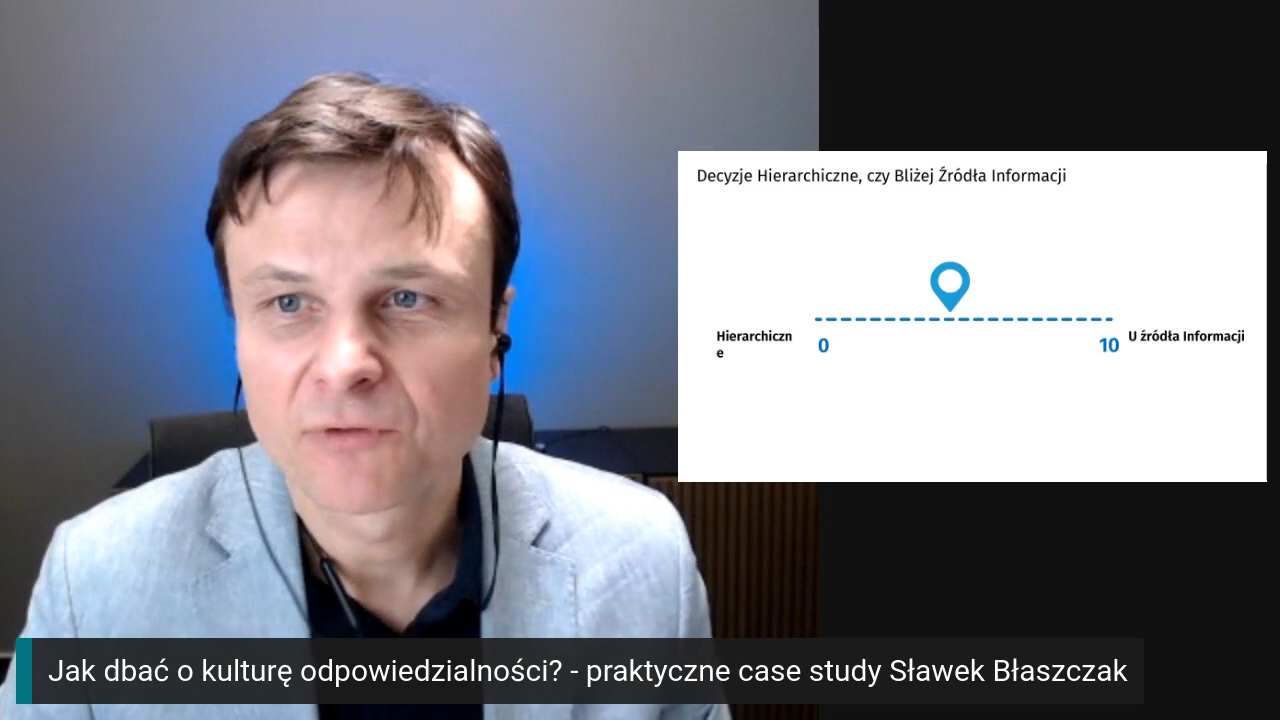 Decyzje Hierarchiczne, czy Bliżej Źródła Informacji
Hierarchiczn
e
0
10
U źródła Informacji
Jak dbać o kulturę odpowiedzialności? - praktyczne case study Sławek Błaszczak